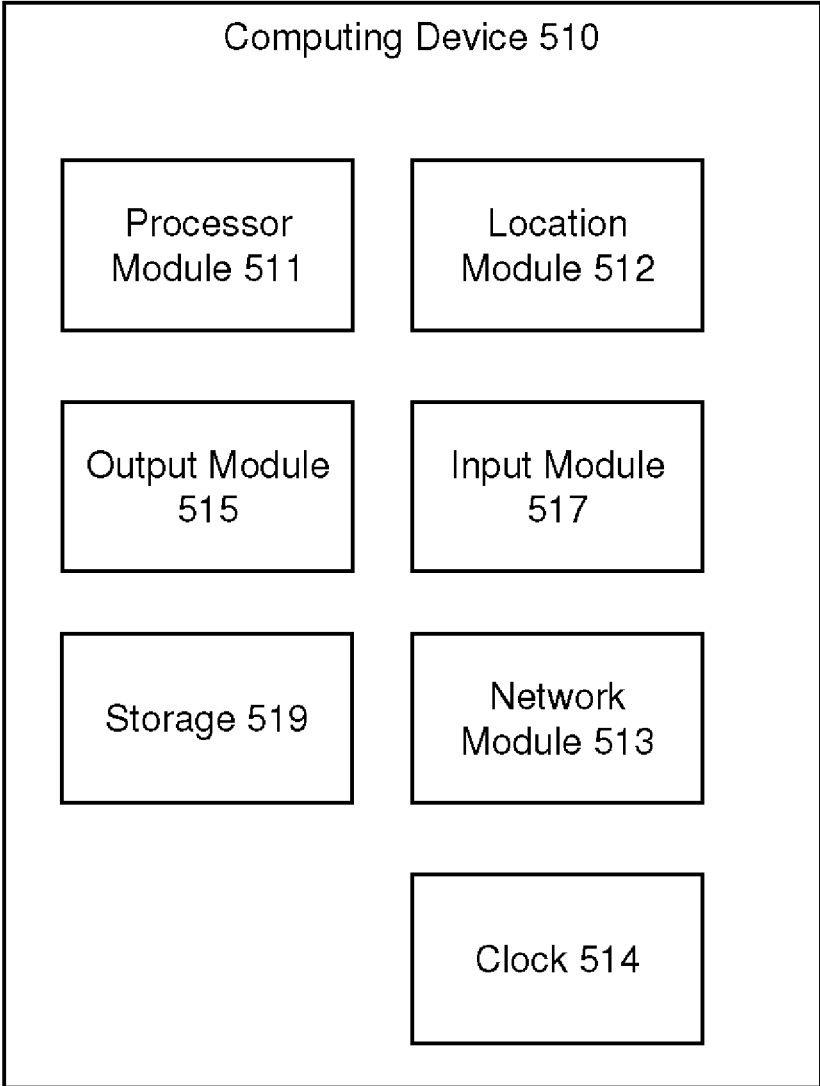 Computing Device 510
Processor
Module 511
Location
Module 512
Output Module
515
Input Module
517
Storage 519
Network
Module 513
Clock 514